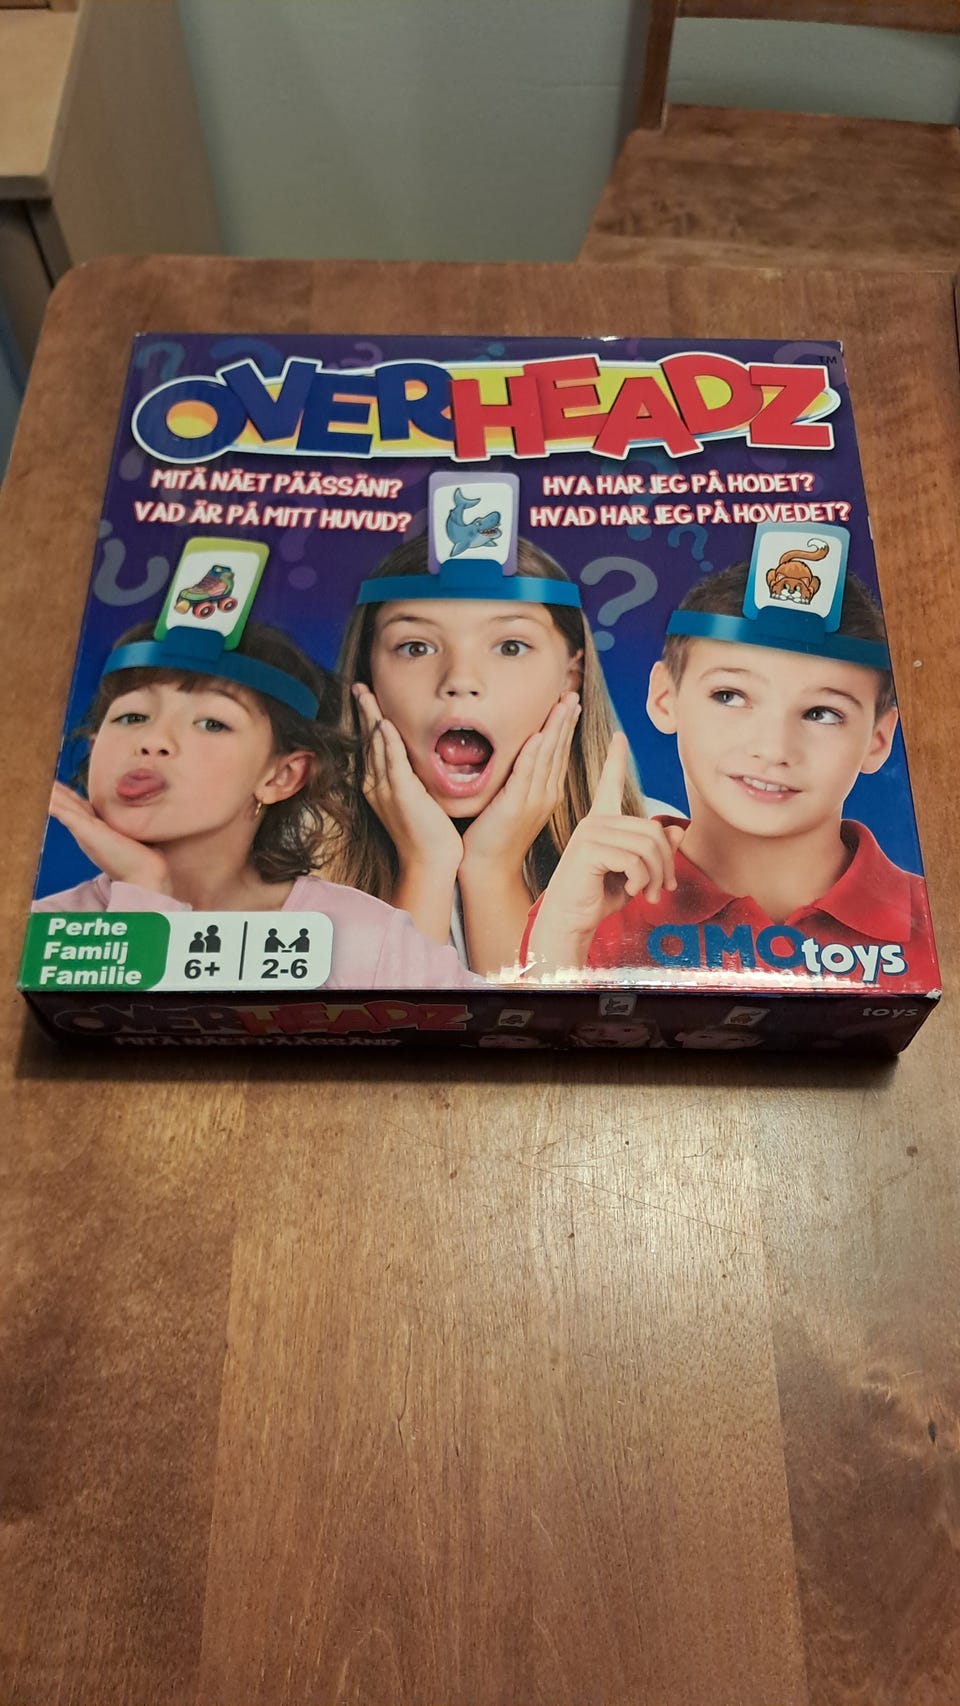 OVERHEADZ™
MITÄ NÄET PÄÄSSÄNI?
VAD ÄR PÅ MITT HUVUD?
HVA HAR JEG PÅ HODET?
HVAD HAR JEG PÅ HOVEDET?
Perhe
Familj
Familie
6+
2-6
amotoys
OVERHEADZ
MITÄ NÄET PÄÄSSÄNI?
toys